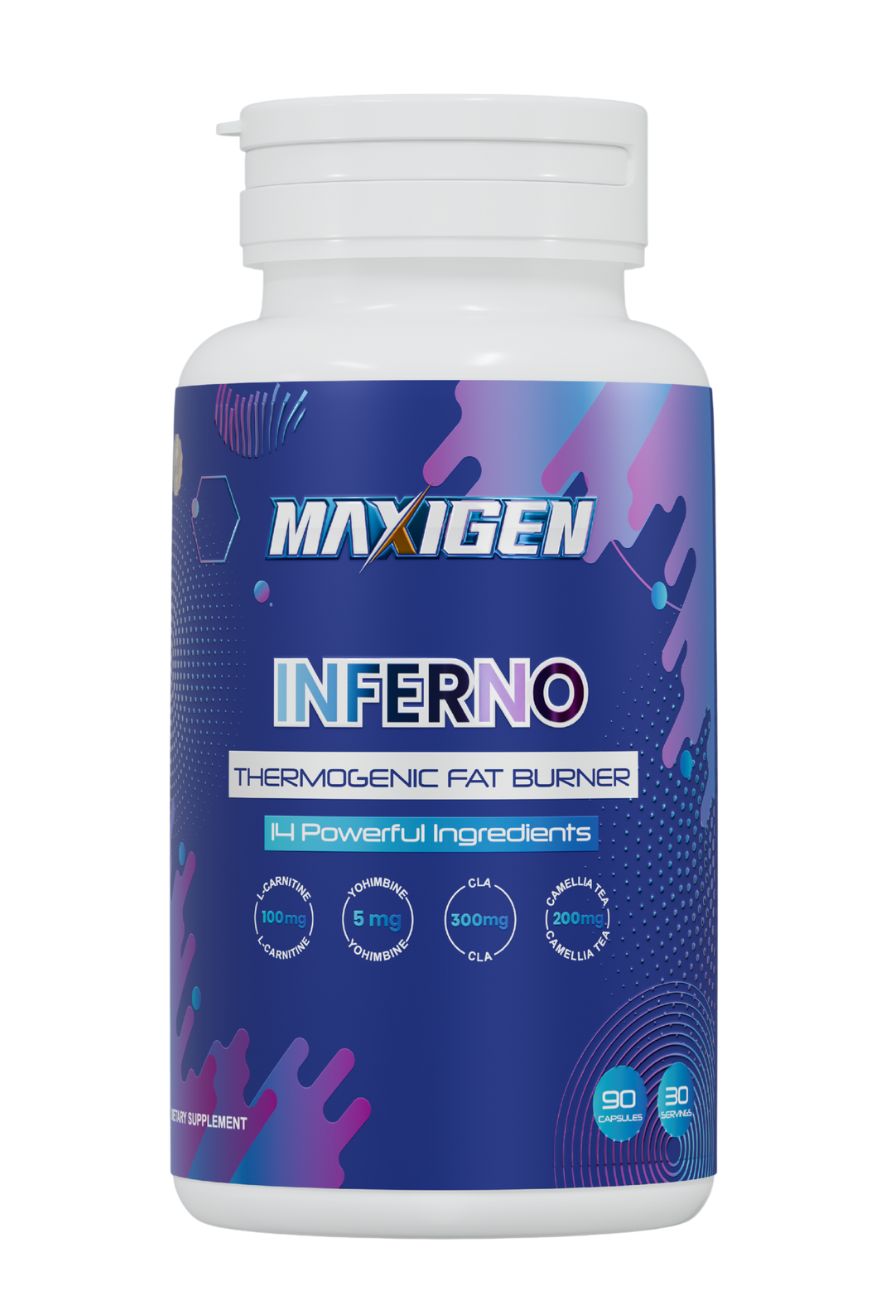 MAXIGEN
INFERNO
THERMOGENIC FAT BURNER
14 Powerful Ingredients
L-CARNITINE
100mg
L-CARNITINE
YOHIMBINE
5 mg
YOHIMBINE
CLA
300mg
CLA
CAMELLIA TEA
200mg
CAMELLIA TEA
90
CAPSULES
30
SERVINGS
SUPPLEMENT